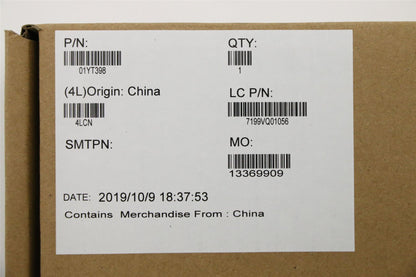 P/N: QTY:
01YT398 1
(4L)Origin: China LC P/N:
4LCN 7199VQ01056
SMTPN: MO:
13369909
DATE: 2019/10/9 18:37:53
Contains Merchandise From : China